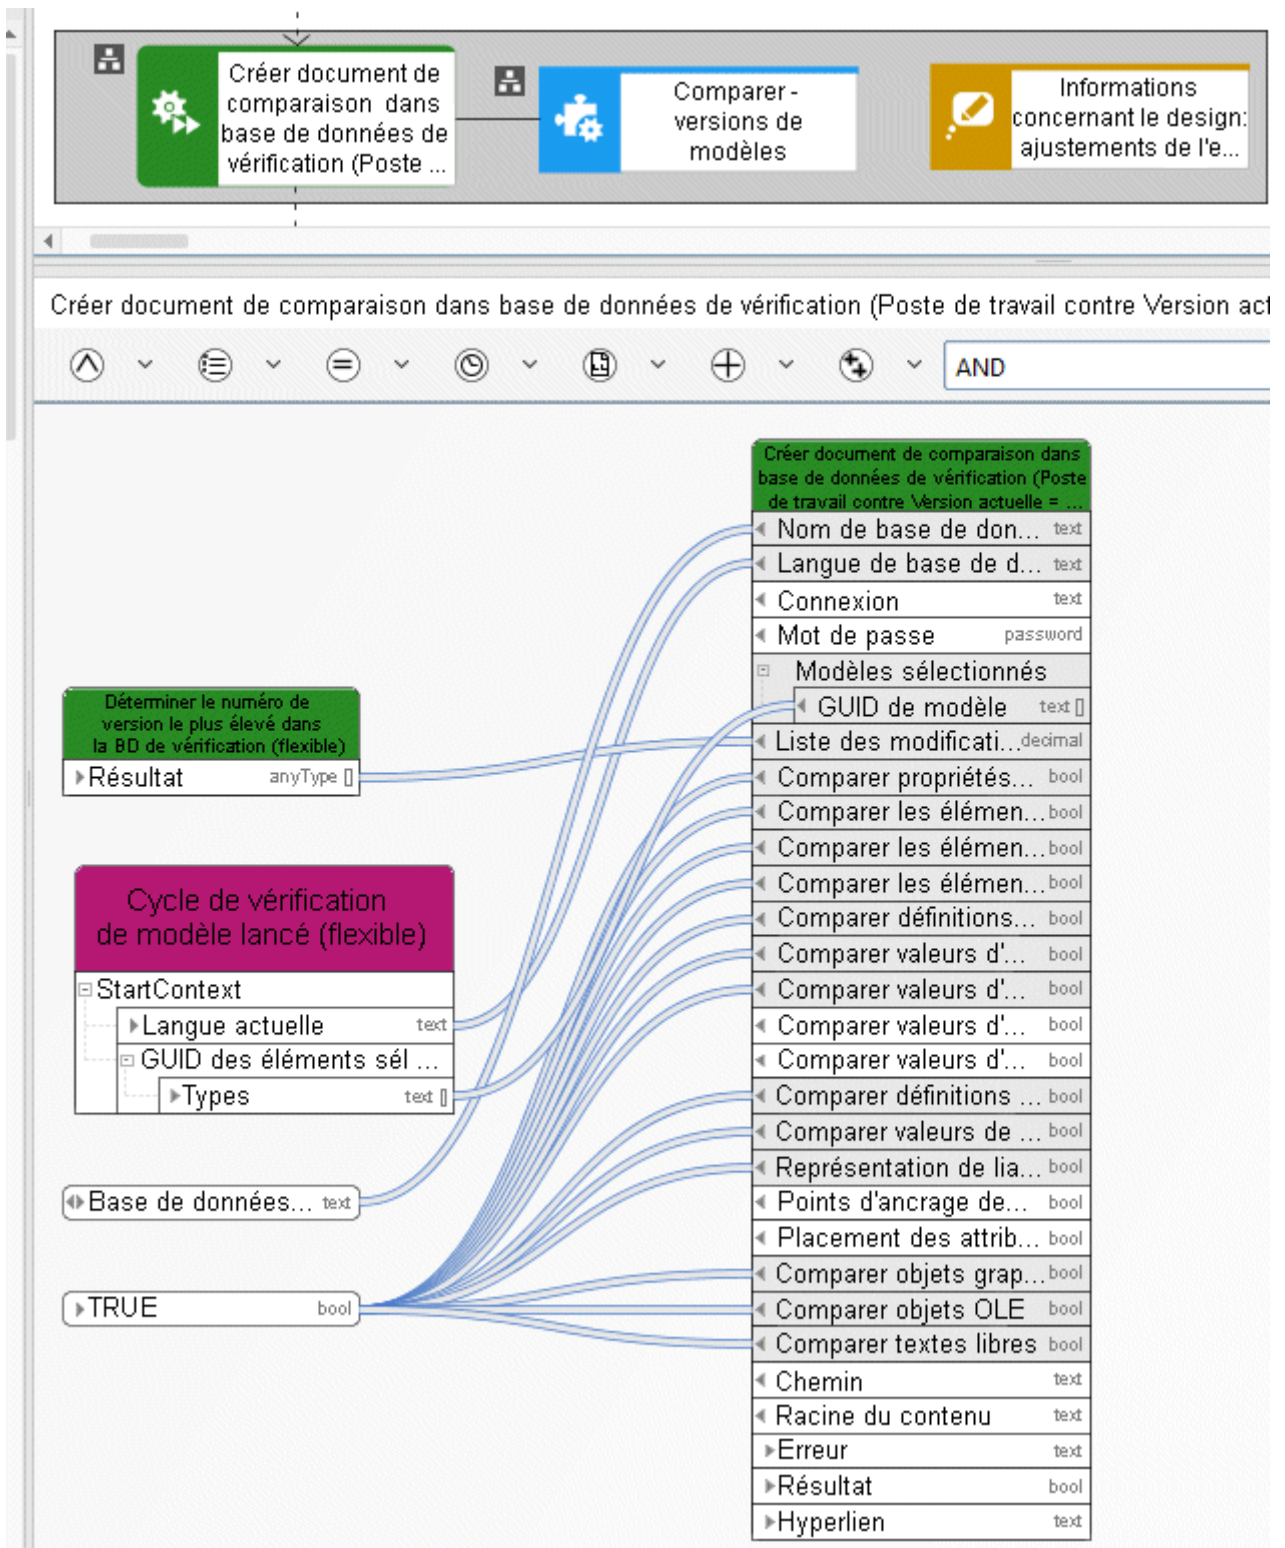 Créer document de
comparaison dans
base de données de
vérification (Poste ...
Comparer -
versions de
modèles
Informations
concernant le design:
ajustements de l'e...
Créer document de comparaison dans base de données de vérification (Poste de travail contre Version act
AND
Créer document de comparaison dans
base de données de vérification (Poste
de travail contre Version actuelle = ...
Nom de base de don... text
Langue de base de d... text
Connexion text
Mot de passe password
Modèles sélectionnés
GUID de modèle text []
Liste des modificati...decimal
Comparer propriétés... bool
Comparer les élémen...bool
Comparer les élémen...bool
Comparer les élémen...bool
Comparer définitions... bool
Comparer valeurs d'... bool
Comparer valeurs d'... bool
Comparer valeurs d'... bool
Comparer valeurs d'... bool
Comparer définitions ... bool
Comparer valeurs de ... bool
Représentation de lia... bool
Points d'ancrage de... bool
Placement des attrib... bool
Comparer objets grap...bool
Comparer objets OLE bool
Comparer textes libres bool
Chemin text
Racine du contenu text
Erreur text
Résultat bool
Hyperlien text
Déterminer le numéro de
version le plus élevé dans
la BD de vérification (flexible)
Résultat anyType []
Cycle de vérification
de modèle lancé (flexible)
StartContext
Langue actuelle text
GUID des éléments sél ...
Types text []
Base de données... text
TRUE bool